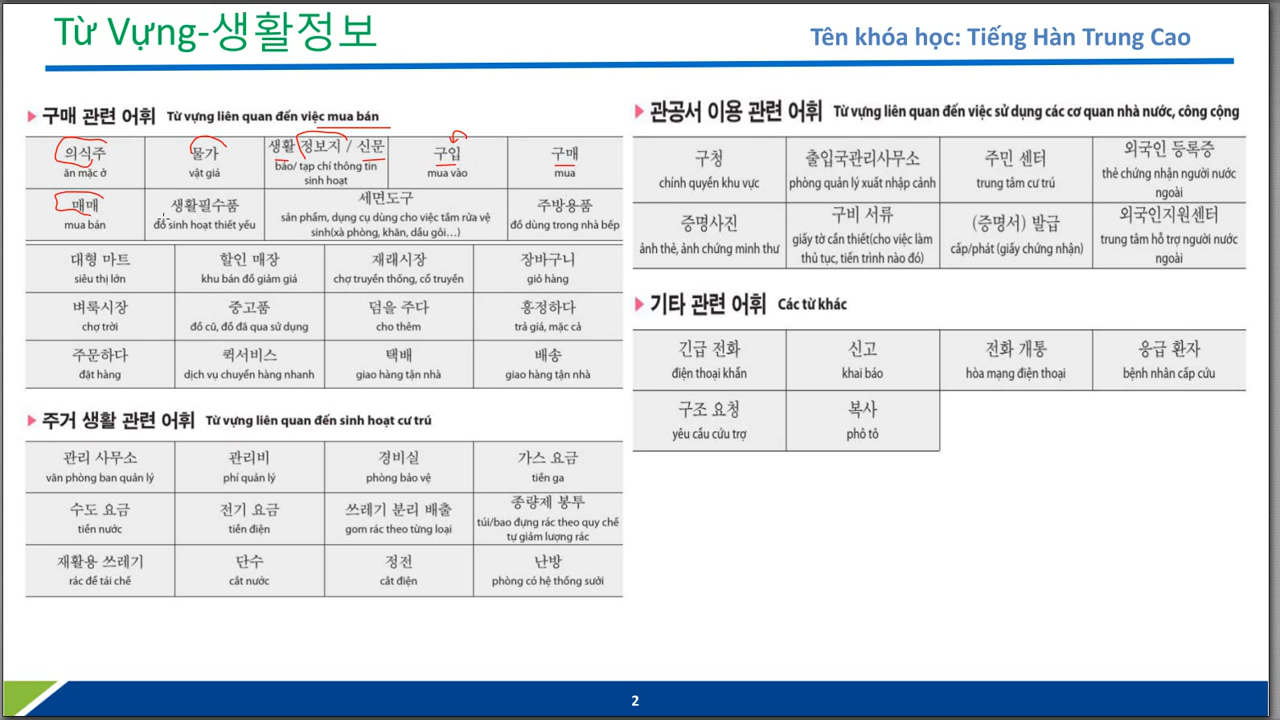 Từ Vựng-생활정보
Tên khóa học: Tiếng Hàn Trung Cao
구매 관련 어휘 Từ vựng liên quan đến việc mua bán
의식주 물가 생활 정보지 / 신문 구입 구매
ăn mặc ở vật giá báo/ tạp chí thông tin mua vào mua
sinh hoạt
매매 생활필수품 세면도구 주방용품
mua bán đồ sinh hoạt thiết yếu sản phẩm, dụng cụ dùng cho việc tắm rửa vệ đồ dùng trong nhà bếp
sinh(xà phòng, khăn, dầu gôi...)
대형 마트 할인 매장 재래시장 장바구니
siêu thị lớn khu bán đồ giảm giá chợ truyền thống, cổ truyền giỏ hàng
벼룩시장 중고품 덤을 주다 흥정하다
chợ trời đồ cũ, đồ đã qua sử dụng cho thêm trả giá, mặc cả
주문하다 퀵서비스 택배 배송
đặt hàng dịch vụ chuyển hàng nhanh giao hàng tận nhà giao hàng tận nhà
주거 생활 관련 어휘 Từ vựng liên quan đến sinh hoạt cư trú
관리 사무소 관리비 경비실 가스 요금
văn phòng ban quản lý phí quản lý phòng bảo vệ tiền ga
수도 요금 전기 요금 쓰레기 분리 배출 종량제 봉투
tiền nước tiền điện gom rác theo từng loại túi/bao đựng rác theo quy chế
tự giảm lượng rác
재활용 쓰레기 단수 정전 난방
rác để tái chế cắt nước cắt điện phòng có hệ thống sưởi
관공서 이용 관련 어휘 Từ vựng liên quan đến việc sử dụng các cơ quan nhà nước, công cộng
구청 출입국관리사무소 주민 센터 외국인 등록증
chính quyền khu vực phòng quản lý xuất nhập cảnh trung tâm cư trú thẻ chứng nhận người nước
ngoài
증명사진 구비 서류 (증명서) 발급 외국인지원센터
ảnh thẻ, ảnh chứng minh thư giấy tờ cần thiết(cho việc làm cấp/phát (giấy chứng nhận) trung tâm hỗ trợ người nước
thủ tục, tiến trình nào đó) ngoài
기타 관련 어휘 Các từ khác
긴급 전화 신고 전화 개통 응급 환자
điện thoại khẩn khai báo hòa mạng điện thoại bệnh nhân cấp cứu
구조 요청 복사
yêu cầu cứu trợ phô tô
2